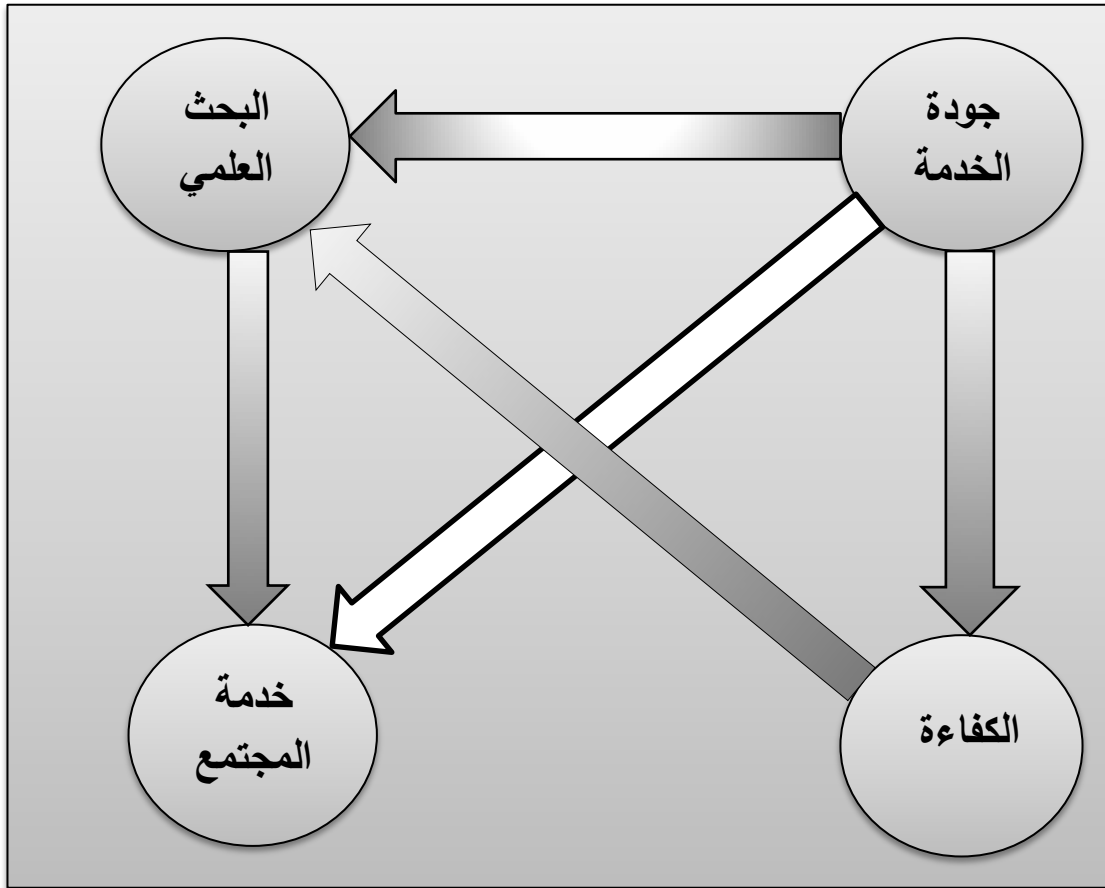 جودة
الخدمة
البحث
العلمي
الكفاءة
خدمة
المجتمع